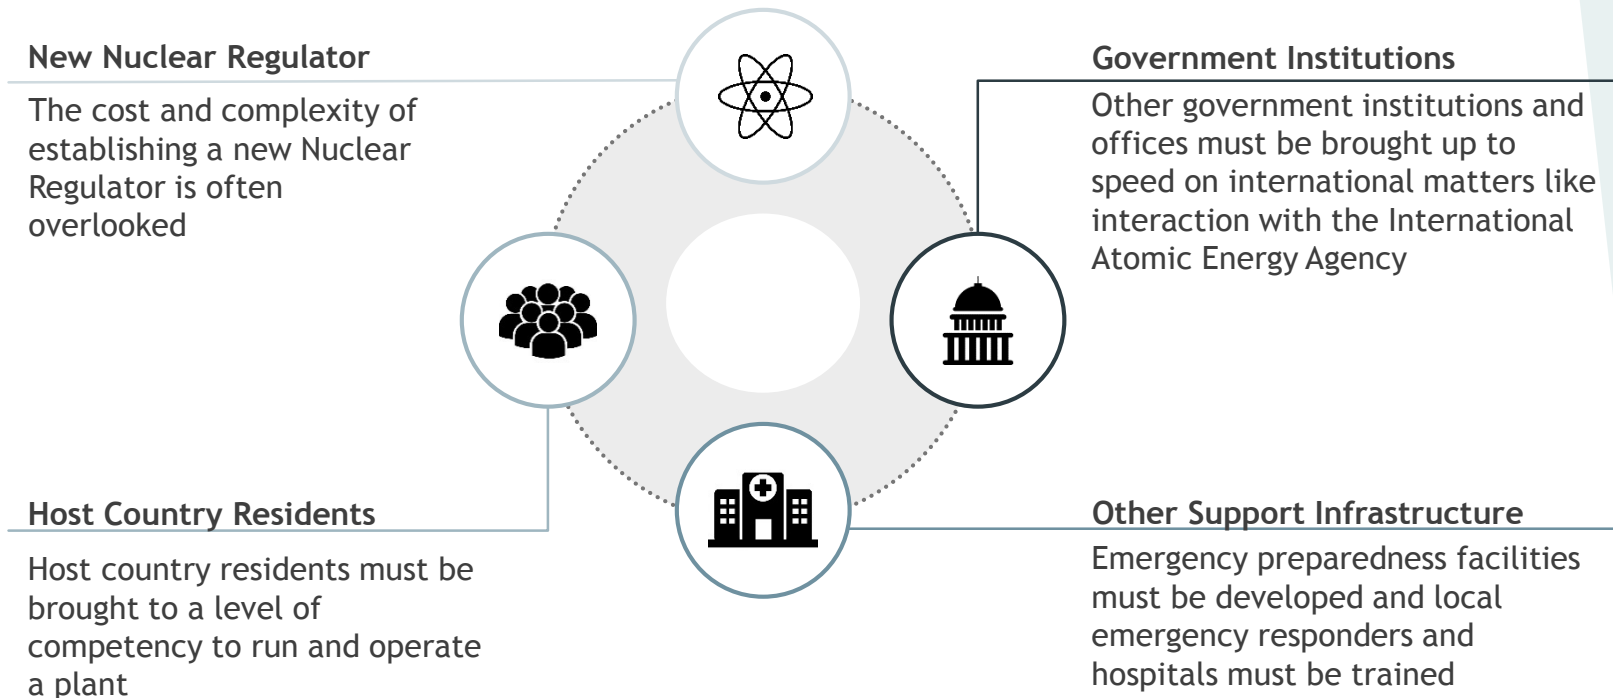 New Nuclear Regulator
The cost and complexity of
establishing a new Nuclear
Regulator is often
overlooked
Government Institutions
Other government institutions and
offices must be brought up to
speed on international matters like
interaction with the International
Atomic Energy Agency
Host Country Residents
Host country residents must be
brought to a level of
competency to run and operate
a plant
Other Support Infrastructure
Emergency preparedness facilities
must be developed and local
emergency responders and
hospitals must be trained